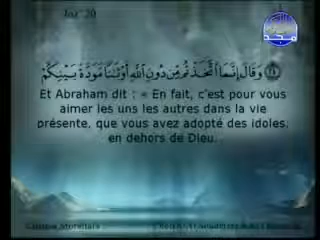 Joz' 20
وَقَالَ إِنَّمَا اتَّخَذْتُم مِّن دُونِ اللَّهِ أَوْثَانًا مَّوَدَّةَ بَيْنِكُمْ
Et Abraham dit : « En fait, c'est pour vous
aimer les uns les autres dans la vie
présente, que vous avez adopté des idoles,
en dehors de Dieu.